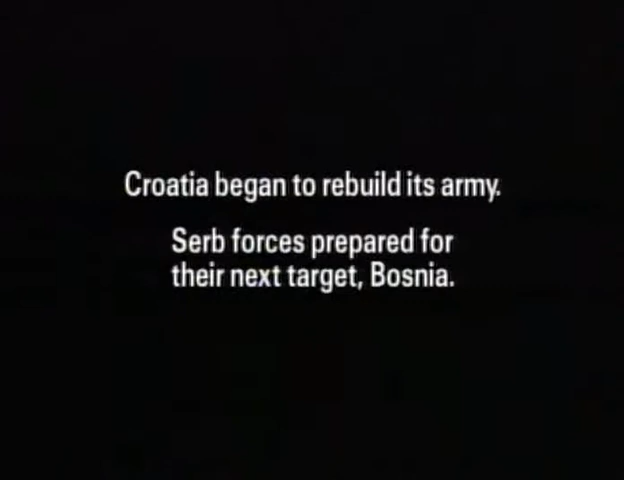 Croatia began to rebuild its army.
Serb forces prepared for
their next target, Bosnia.